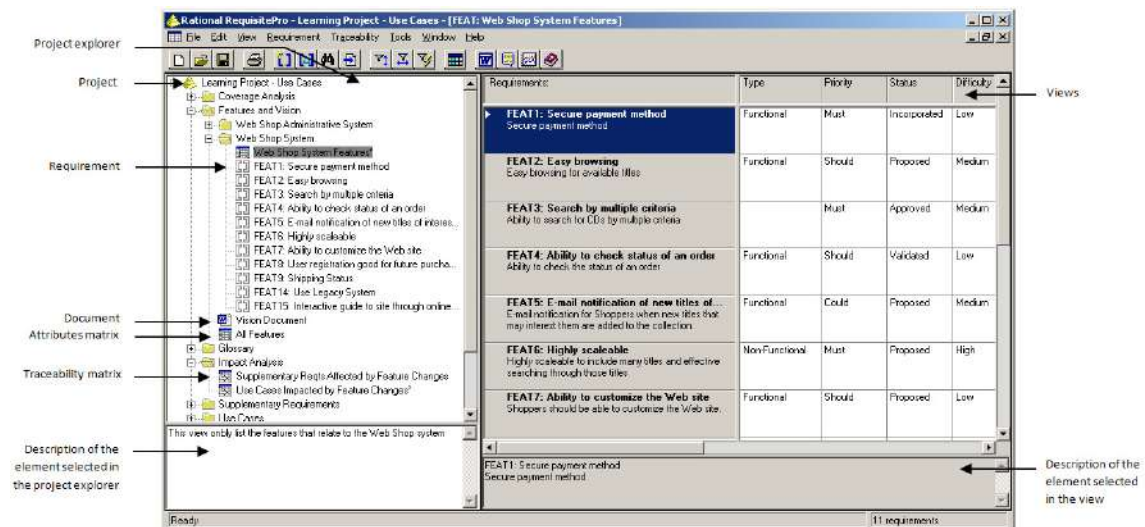 Rational RequisitePro - Learning Project - Use Cases - [FEAT: Web Shop System Features]
File Edit View Requirement Traceability Tools Window Help
Project explorer
Project
Requirement
Document
Attributes matrix
Traceability matrix
Description of the
element selected in
the project explorer
Learning Project - Use Cases
Coverage Analysis
Features and Vision
Web Shop Administrative System
Web Shop System
Web Shop System Features*
FEAT1: Secure payment method
FEAT2: Easy browsing
FEAT3: Search by multiple criteria
FEAT4: Ability to check status of an order
FEAT5: E-mail notification of new titles of interes...
FEAT6: Highly scaleable
FEAT7: Ability to customize the Web site
FEAT8: User registration good for future purcha...
FEAT9: Shipping Status
FEAT14: Use Legacy System
FEAT15: Interactive guide to site through online...
Vision Document
All Features
Glossary
Impact Analysis
Supplementary Reqts Affected by Feature Changes
Use Cases Impacted by Feature Changes*
Supplementary Requirements
Use Cases
This view onbly list the features that relate to the Web Shop system
Requirements: Type Priority Status Difficulty
FEAT1: Secure payment method Functional Must Incorporated Low
Secure payment method
FEAT2: Easy browsing Functional Should Proposed Medium
Easy browsing for available titles
FEAT3: Search by multiple criteria Must Approved Medium
Ability to search for CDs by multiple criteria
FEAT4: Ability to check status of an order Functional Should Validated Low
Ability to check the status of an order
FEAT5: E-mail notification of new titles of... Functional Could Proposed Medium
E-mail notification for Shoppers when new titles that
may interest them are added to the collection.
FEAT6: Highly scaleable Non-Functional Must Proposed High
Highly scaleable to include many titles and effective
searching through those titles
FEAT7: Ability to customize the Web site Functional Should Proposed Low
Shoppers should be able to customize the Web site.
FEAT1: Secure payment method
Secure payment method
Views
Description of the
element selected
in the view
Ready
11 requirements